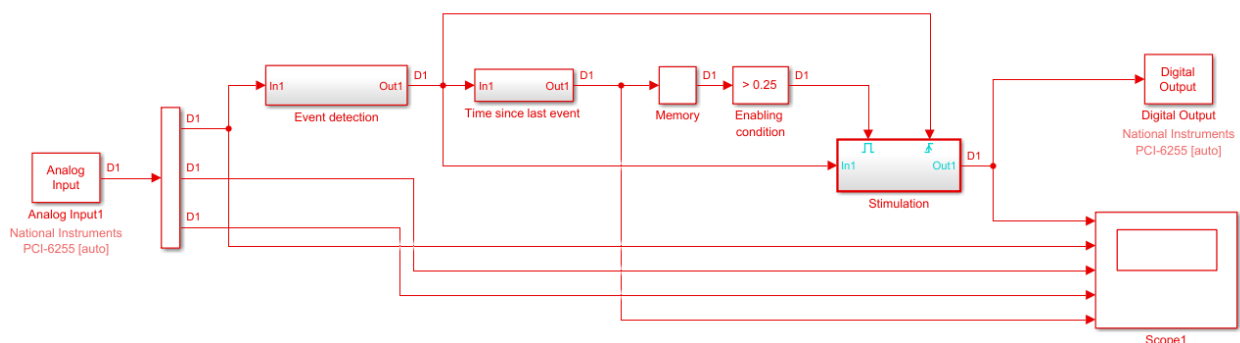 Analog
Input
D1
Analog Input1
National Instruments
PCI-6255 [auto]
D1
D1
D1
In1
Out1
D1
Event detection
In1
Out1
D1
Time since last event
D1
Memory
> 0.25
D1
Enabling
condition
In1
Out1
D1
Stimulation
Digital
Output
Digital Output
National Instruments
PCI-6255 [auto]
Scope1